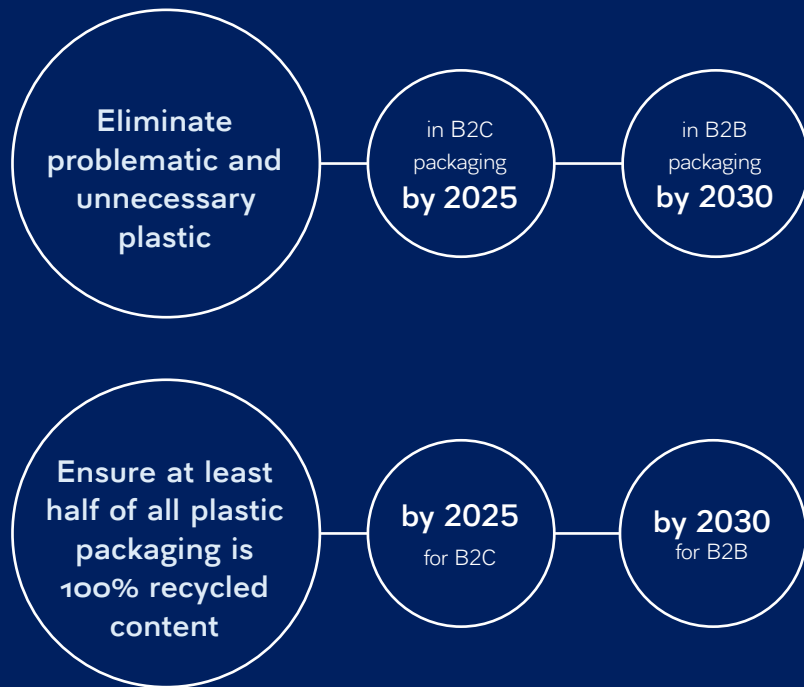 Eliminate
problematic and
unnecessary
plastic
in B2C
packaging
by 2025
in B2B
packaging
by 2030
Ensure at least
half of all plastic
packaging is
100% recycled
content
by 2025
for B2C
by 2030
for B2B